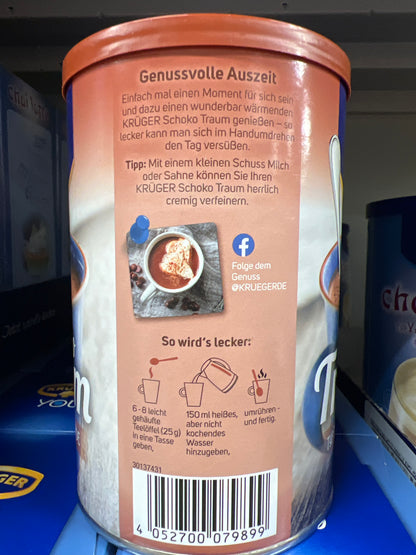 Genussvolle Auszeit
Einfach mal einen Moment für sich sein
und dazu einen wunderbar wärmenden
KRÜGER Schoko Traum genießen – so
lecker kann man sich im Handumdrehen
den Tag versüßen.
Tipp: Mit einem kleinen Schuss Milch
oder Sahne können Sie Ihren
KRÜGER Schoko Traum herrlich
cremig verfeinern.
Folge dem
Genuss
@KRUEGERDE
So wird's lecker:
6 - 8 leicht
gehäufte
Teelöffel (25 g)
in eine Tasse
geben,
150 ml heißes,
aber nicht
kochendes
Wasser
hinzugeben,
umrühren -
und fertig.
30137431
4 052700 079899